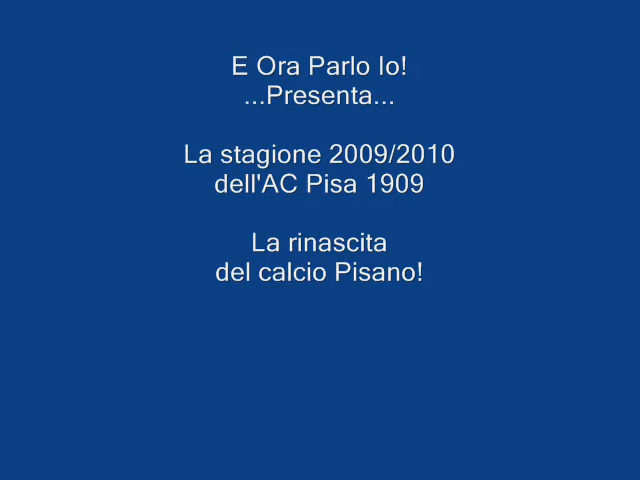 E Ora Parlo Io!
...Presenta...
La stagione 2009/2010
dell'AC Pisa 1909
La rinascita
del calcio Pisano!